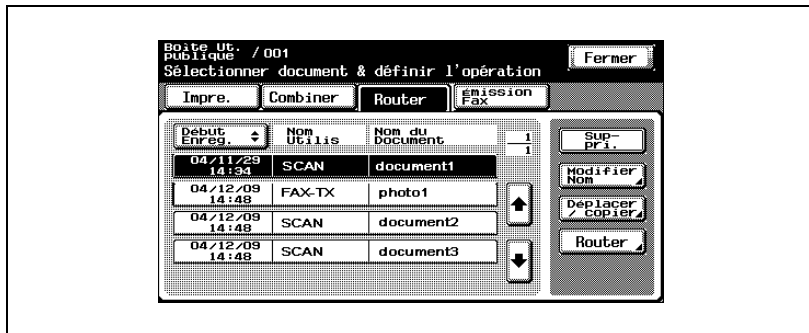 Boîte Ut. publique / 001
Fermer
Sélectionner document & définir l'opération
Impre. Combiner Router Émission Fax
Début Enreg. Nom Utilis Nom du Document 1/1
04/11/29 14:34 SCAN document1
04/12/09 14:48 FAX-TX photo1
04/12/09 14:48 SCAN document2
04/12/09 14:48 SCAN document3
Sup-
pri.
Modifier
Nom
Déplacer
/ copier
Router